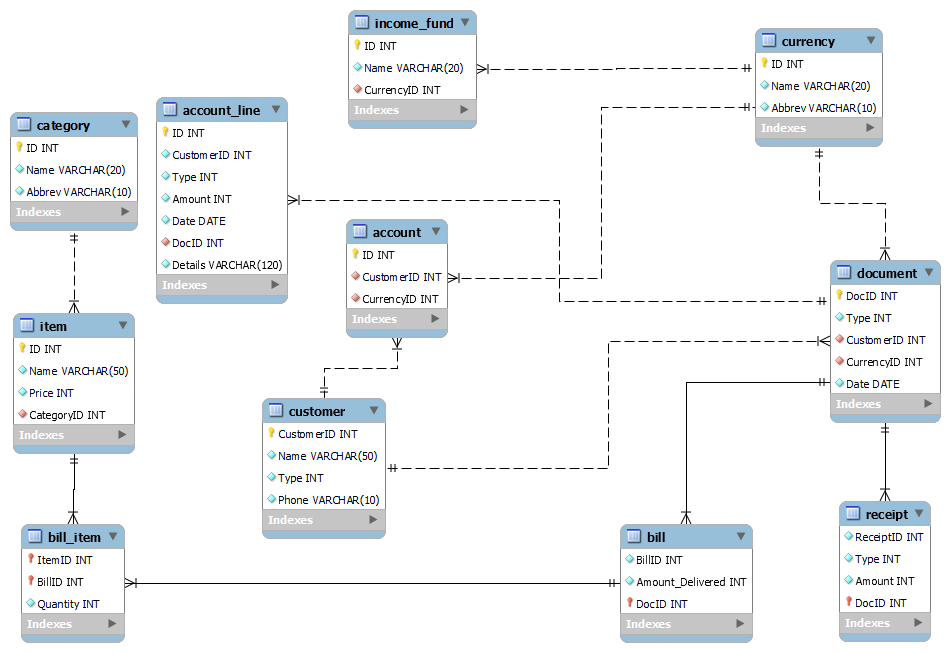 income_fund
ID INT
Name VARCHAR(20)
CurrencyID INT
Indexes
currency
ID INT
Name VARCHAR(20)
Abbrev VARCHAR(10)
Indexes
category
ID INT
Name VARCHAR(20)
Abbrev VARCHAR(10)
Indexes
account_line
ID INT
CustomerID INT
Type INT
Amount INT
Date DATE
DocID INT
Details VARCHAR(120)
Indexes
account
ID INT
CustomerID INT
CurrencyID INT
Indexes
document
DocID INT
Type INT
CustomerID INT
CurrencyID INT
Date DATE
Indexes
item
ID INT
Name VARCHAR(50)
Price INT
CategoryID INT
Indexes
customer
CustomerID INT
Name VARCHAR(50)
Type INT
Phone VARCHAR(10)
Indexes
bill_item
ItemID INT
BillID INT
Quantity INT
Indexes
bill
BillID INT
Amount_Delivered INT
DocID INT
Indexes
receipt
ReceiptID INT
Type INT
Amount INT
DocID INT
Indexes